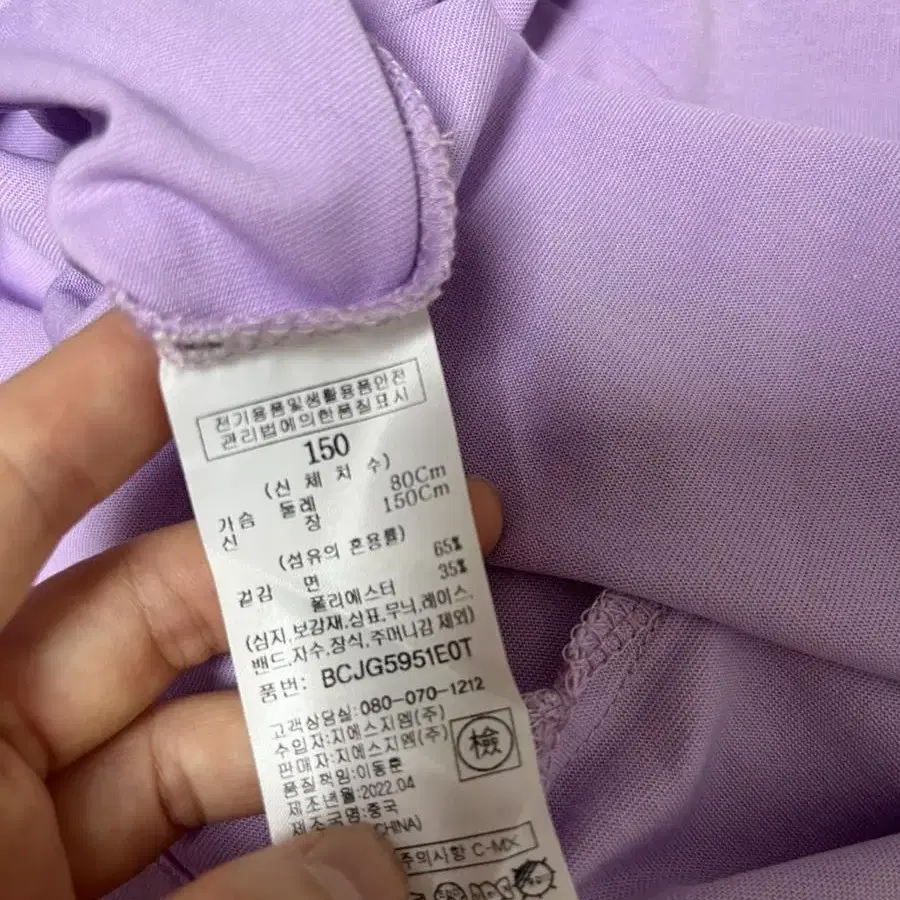 전기용품및생활용품안전
관리법에의한품질표시
150
(신 체 치 수)
가슴 둘레 80Cm
신 장 150Cm
(섬유의 혼용률)
겉감 면 65%
폴리에스터 35%
(심지,보강재,상표,무늬,레이스,
밴드,자수,장식,주머니김 제외)
품번: BCJG5951E0T
고객상담실:080-070-1212
수입자:지에스지엠(주)
판매자:지에스지엠(주)
檢
품질책임:이동훈
제조년월:2022.04
제조국명:중국
CHINA)
주의사항 C-MX